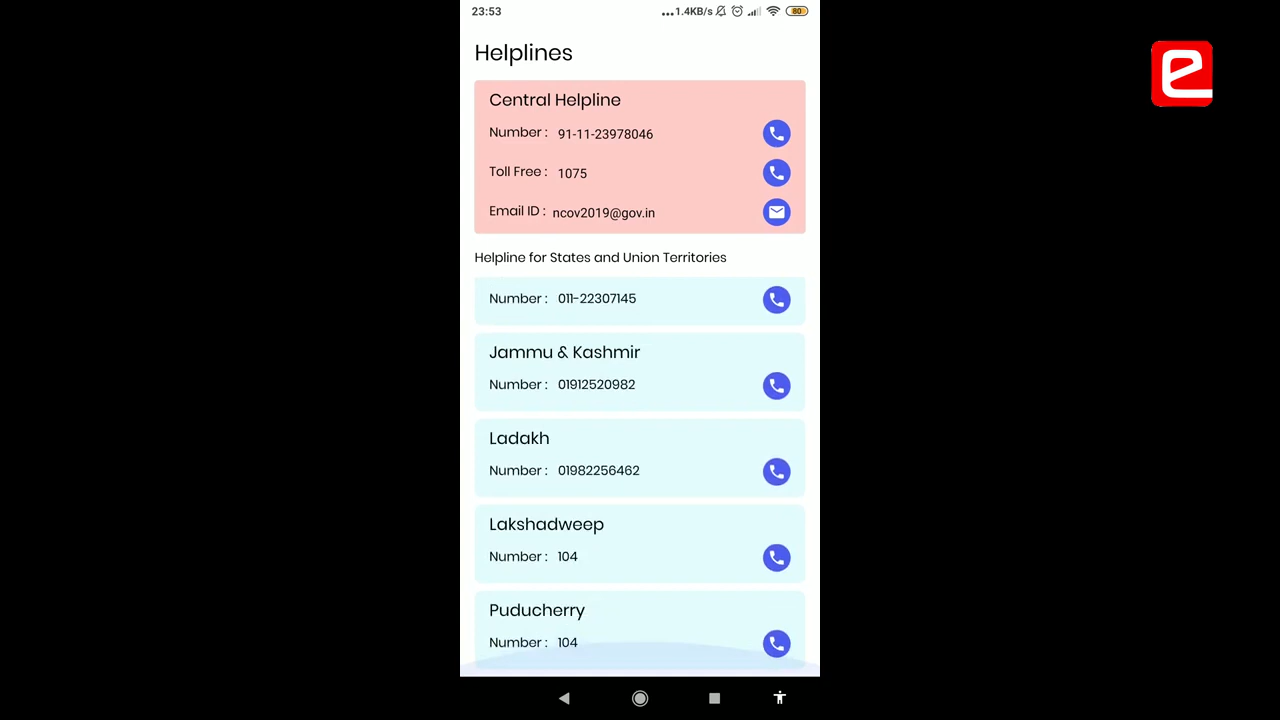 23:53
...1.4KB/s
80
Helplines
Central Helpline
Number : 91-11-23978046
Toll Free : 1075
Email ID : ncov2019@gov.in
Helpline for States and Union Territories
Number : 011-22307145
Jammu & Kashmir
Number : 01912520982
Ladakh
Number : 01982256462
Lakshadweep
Number : 104
Puducherry
Number : 104
e